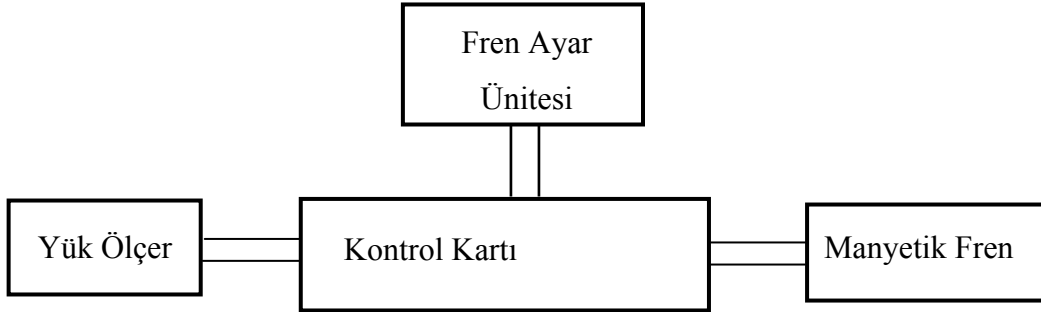 Fren Ayar
Ünitesi
Yük Ölçer
Kontrol Kartı
Manyetik Fren